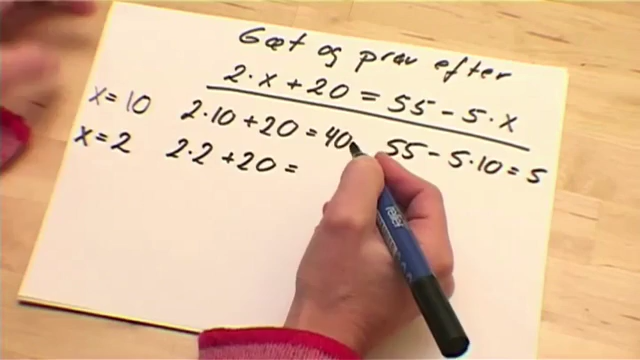 Gæt og prøv efter
2·x + 20 = 55 - 5·x
x = 10 2·10 + 20 = 40 55 - 5·10 = 5
x = 2 2·2 + 20 =